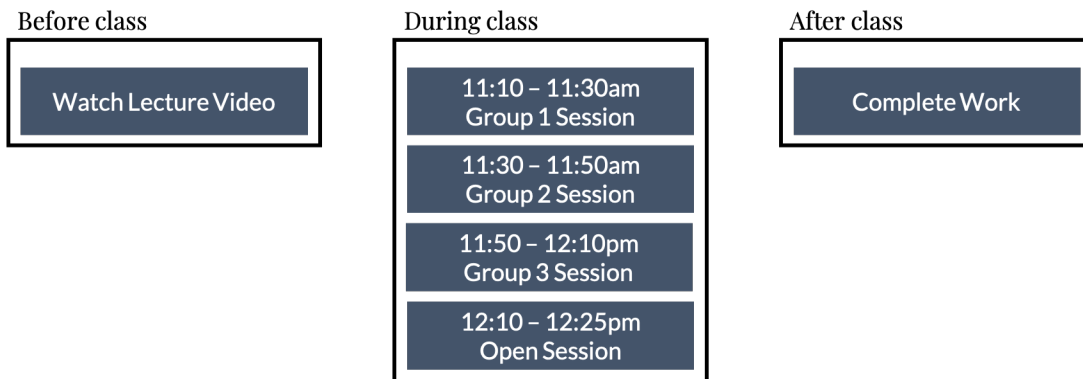 Before class
Watch Lecture Video
During class
11:10 – 11:30am
Group 1 Session
11:30 – 11:50am
Group 2 Session
11:50 – 12:10pm
Group 3 Session
12:10 – 12:25pm
Open Session
After class
Complete Work